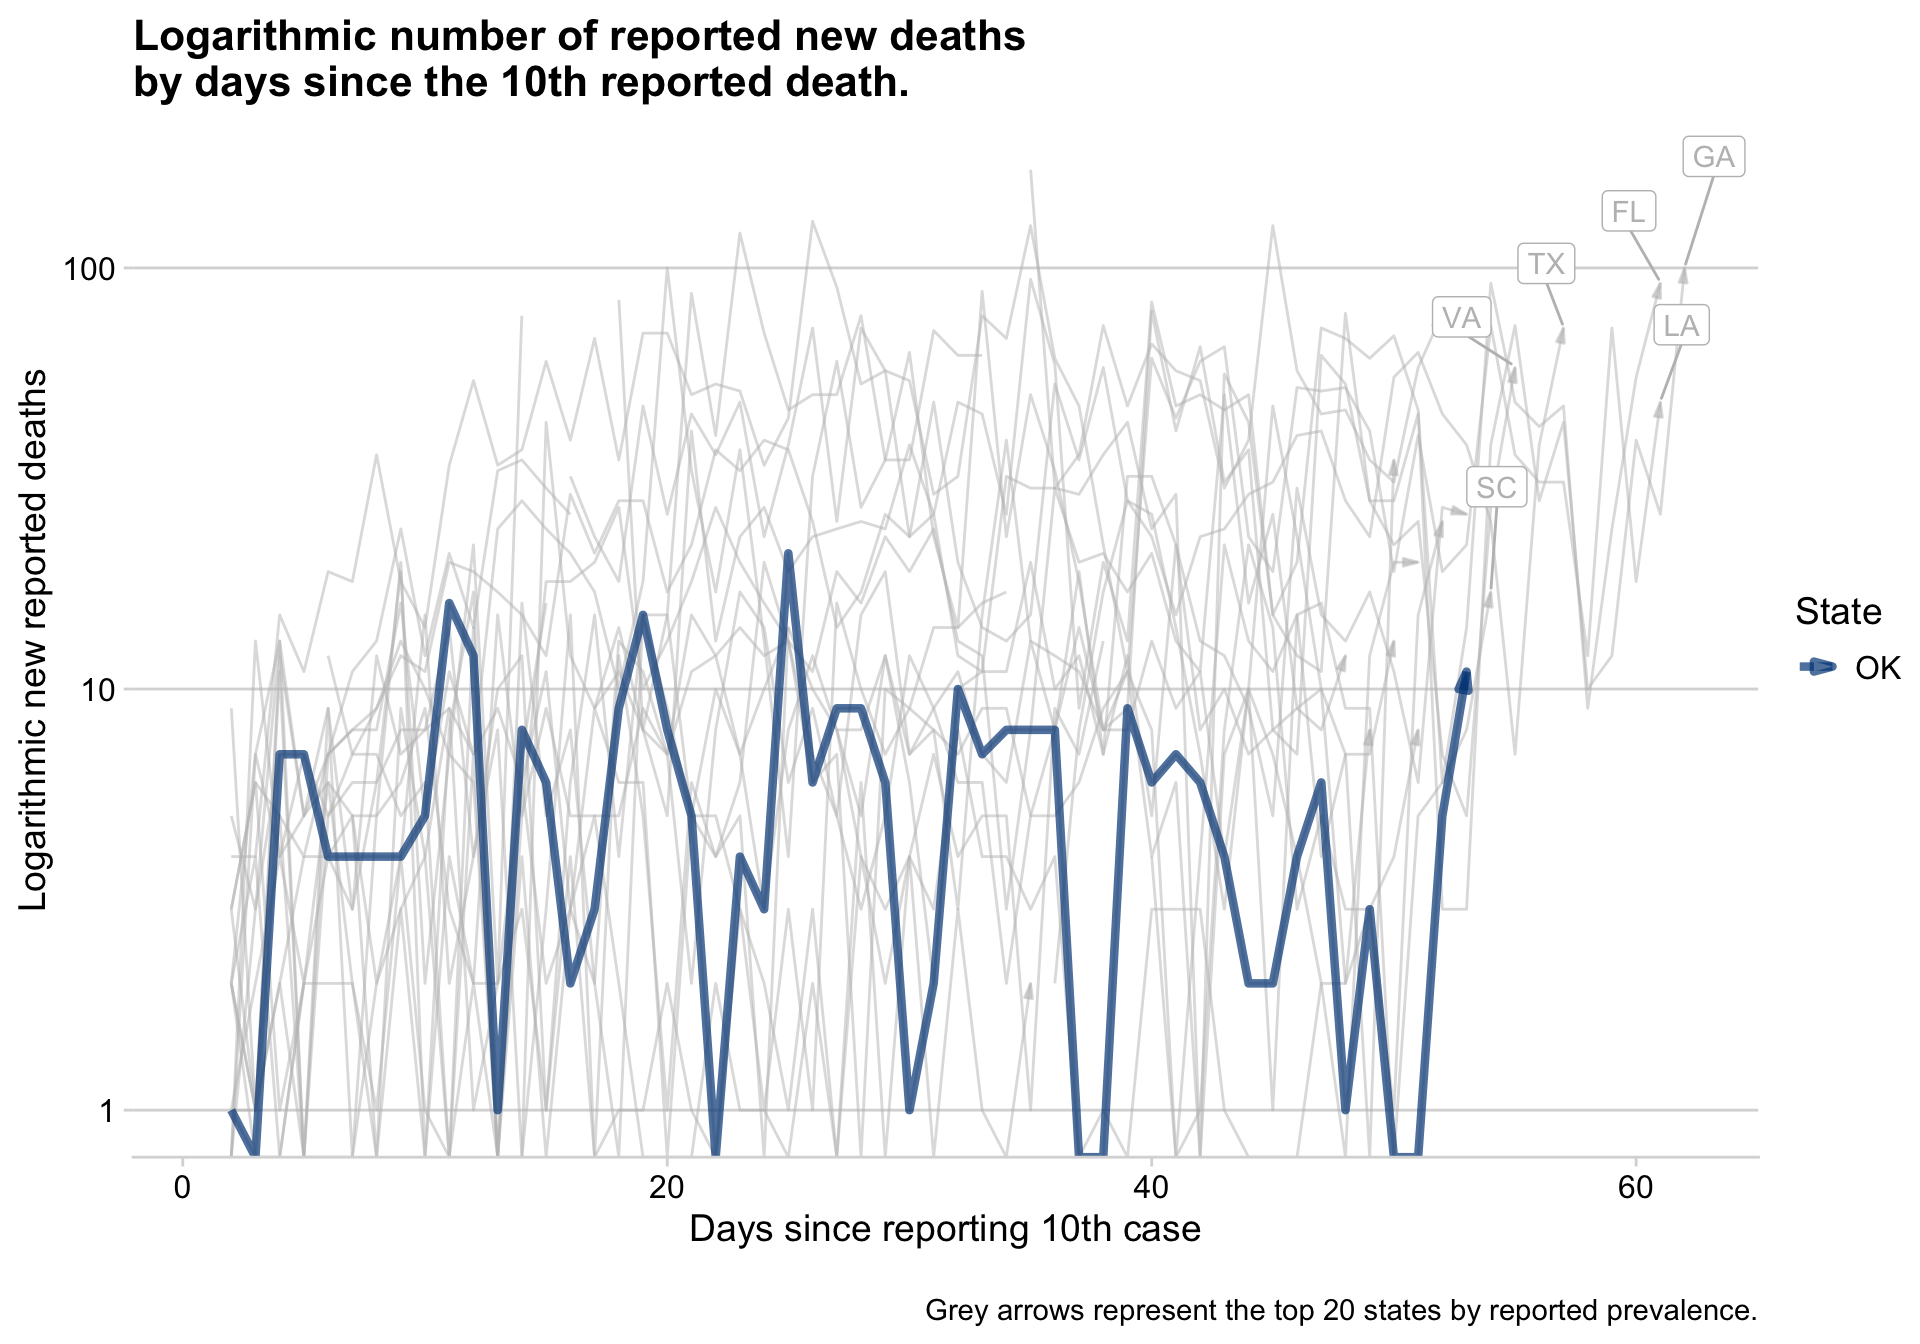 Logarithmic number of reported new deaths
by days since the 10th reported death.
GA
FL
TX
100
VA
LA
SC
Logarithmic new reported deaths
State
OK
10
1
0 20 40 60
Days since reporting 10th case
Grey arrows represent the top 20 states by reported prevalence.